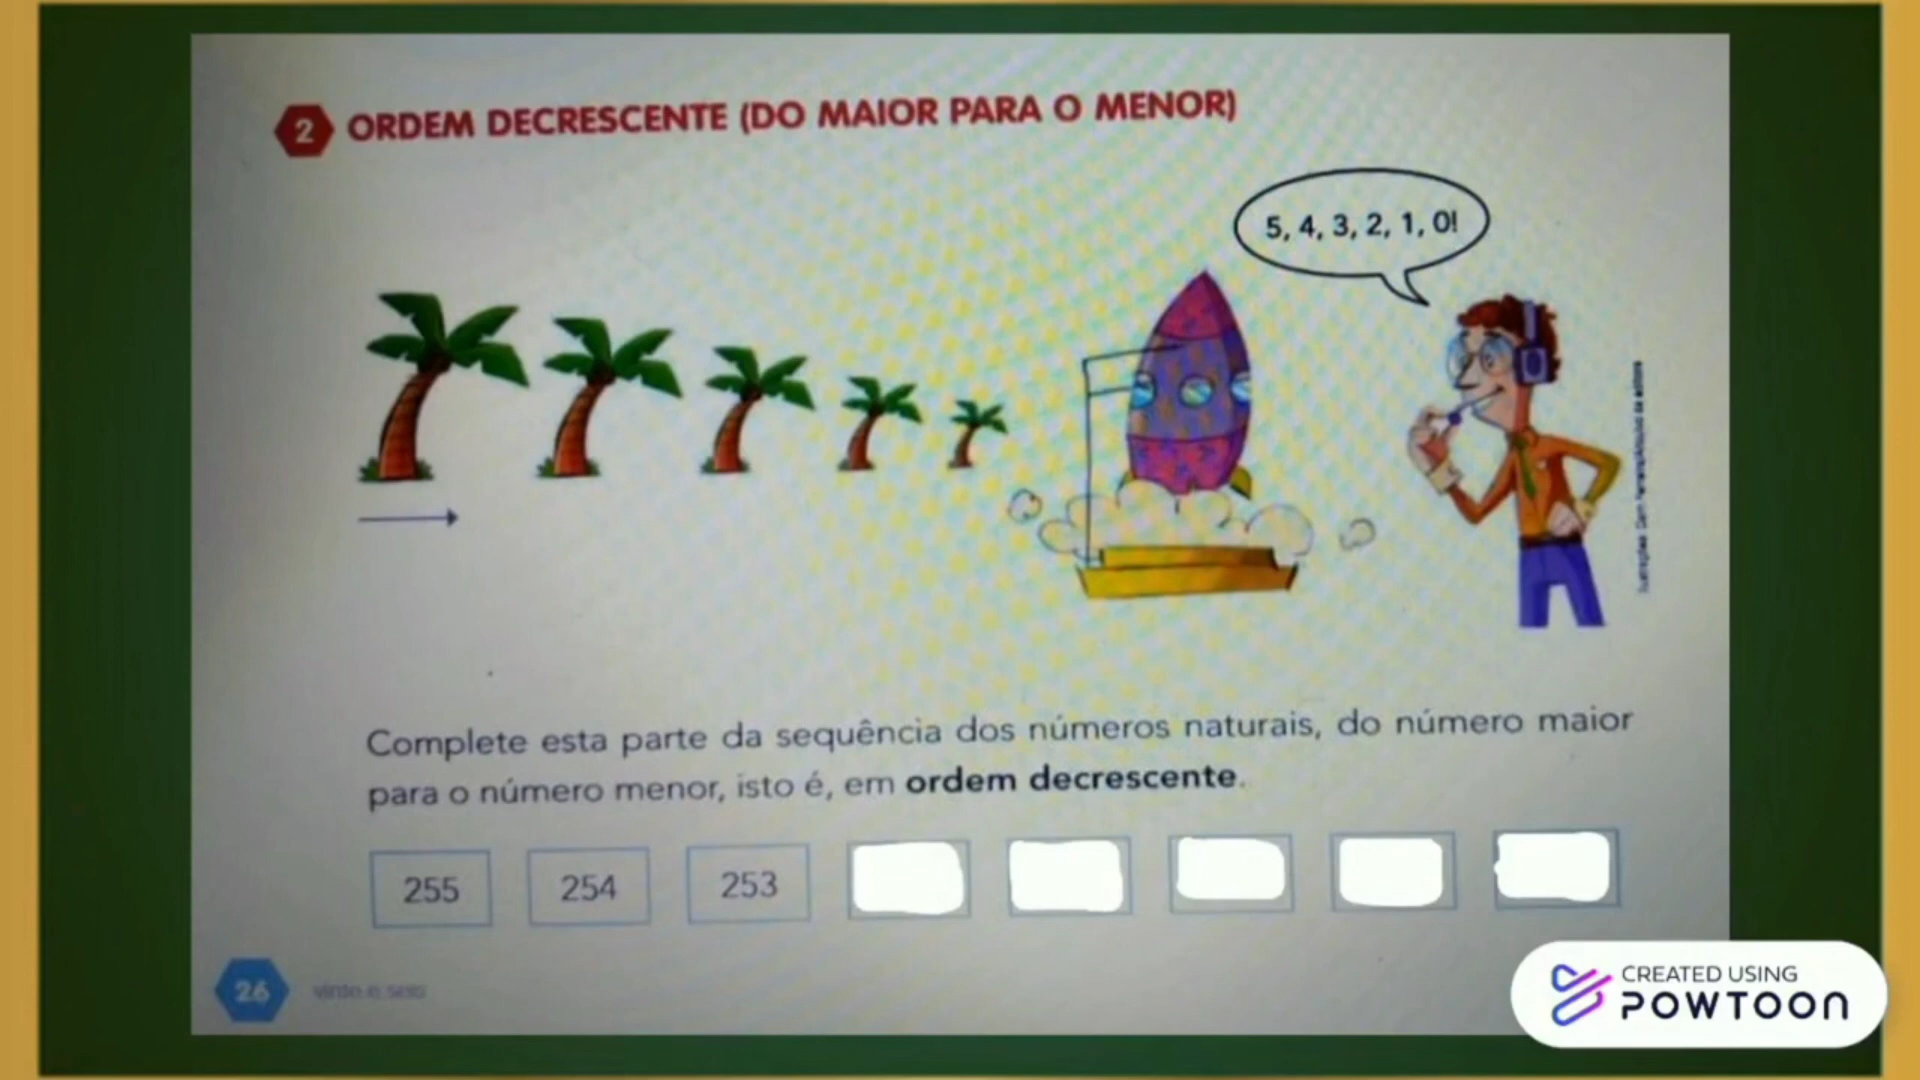 2 ORDEM DECRESCENTE (DO MAIOR PARA O MENOR)
5, 4, 3, 2, 1, 0!
Complete esta parte da sequência dos números naturais, do número maior
para o número menor, isto é, em ordem decrescente.
255 254 253
26 vinte e seis
CREATED USING
POWTOON